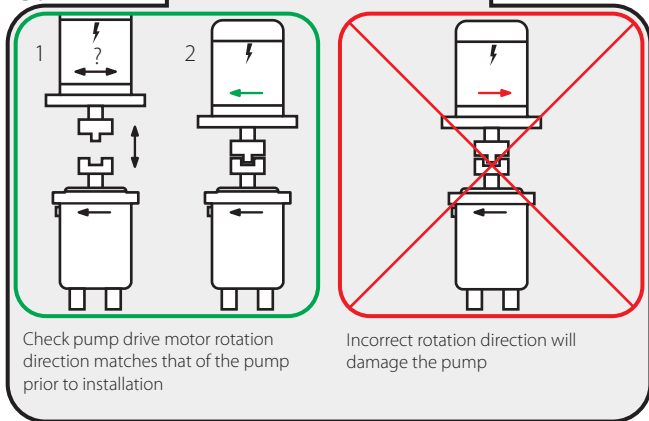 1
?
2
Check pump drive motor rotation
direction matches that of the pump
prior to installation
Incorrect rotation direction will
damage the pump